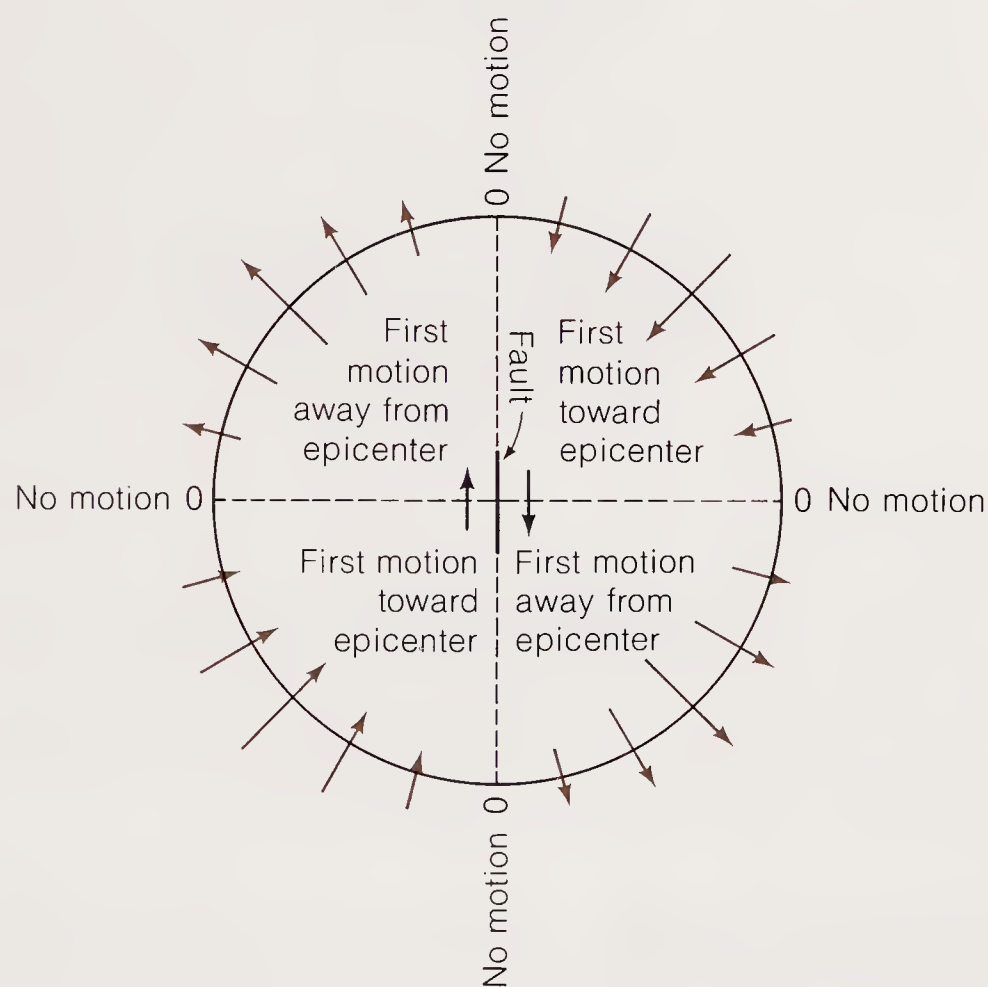 0 No motion
First
motion
away from
epicenter
Fault
First
motion
toward
epicenter
No motion 0
0 No motion
First motion
toward
epicenter
First motion
away from
epicenter
No motion 0